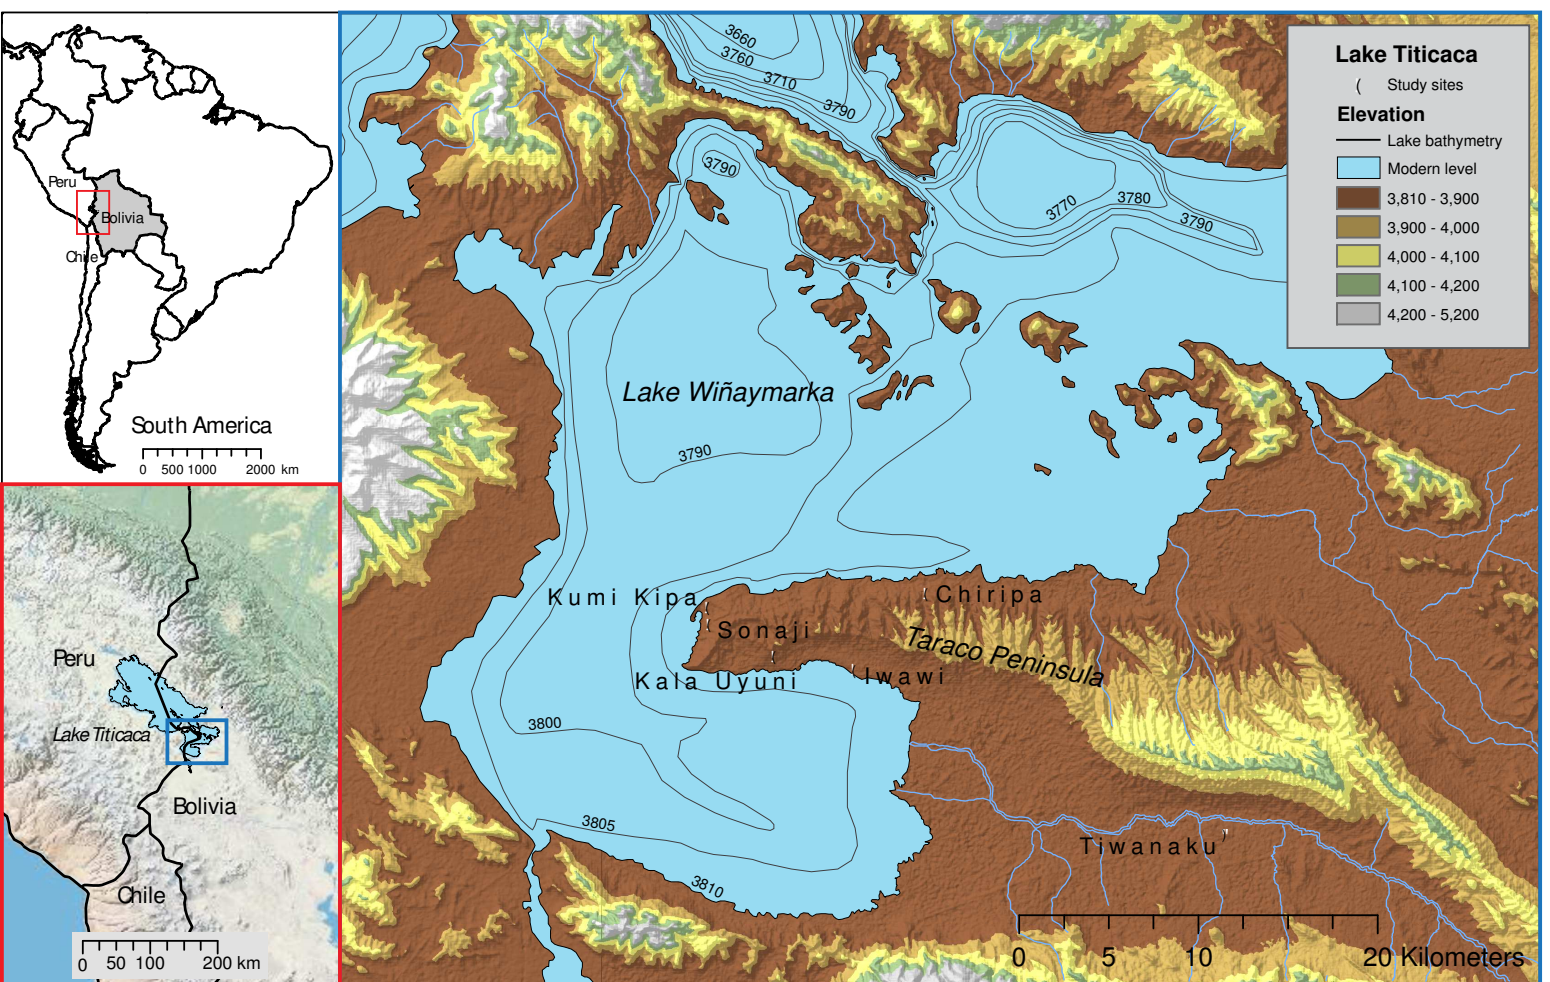 Peru
Bolivia
Chile
South America
0 500 1000 2000 km
Peru
Lake Titicaca
Bolivia
Chile
0 50 100 200 km
3660
3760
3710
3790
3790
3770
3780
3790
Lake Wiñaymarka
3790
Kumi Kipa
Chiripa
Sonaji
Taraco Peninsula
Kala Uyuni
Iwawi
3800
3805
3810
Tiwanaku
0 5 10 20 Kilometers
Lake Titicaca
Study sites
Elevation
Lake bathymetry
Modern level
3,810 - 3,900
3,900 - 4,000
4,000 - 4,100
4,100 - 4,200
4,200 - 5,200